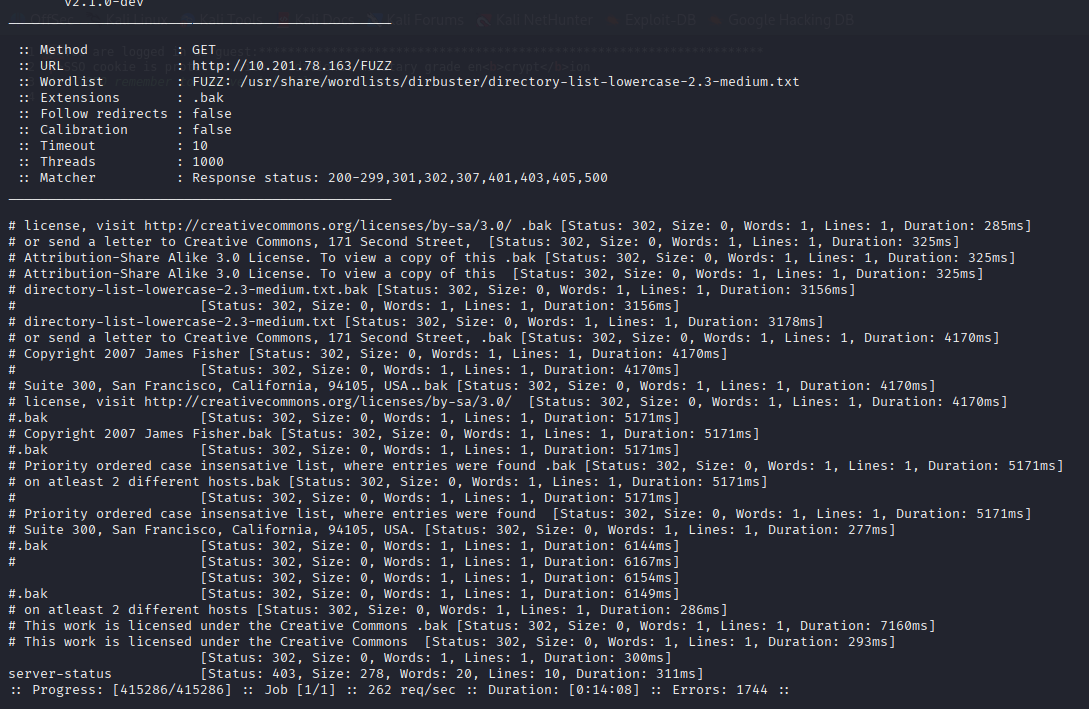 v2.1.0-dev
OffSec Kali Linux Kali Tools Kali Docs Kali Forums Kali NetHunter Exploit-DB Google Hacking DB
:: Method : GET
:: URL : http://10.201.78.163/FUZZ
:: Wordlist : FUZZ: /usr/share/wordlists/dirbuster/directory-list-lowercase-2.3-medium.txt
:: Extensions : .bak
:: Follow redirects : false
:: Calibration : false
:: Timeout : 10
:: Threads : 1000
:: Matcher : Response status: 200-299,301,302,307,401,403,405,500
# license, visit http://creativecommons.org/licenses/by-sa/3.0/ .bak [Status: 302, Size: 0, Words: 1, Lines: 1, Duration: 285ms]
# or send a letter to Creative Commons, 171 Second Street,  [Status: 302, Size: 0, Words: 1, Lines: 1, Duration: 325ms]
# Attribution-Share Alike 3.0 License. To view a copy of this .bak [Status: 302, Size: 0, Words: 1, Lines: 1, Duration: 325ms]
# Attribution-Share Alike 3.0 License. To view a copy of this  [Status: 302, Size: 0, Words: 1, Lines: 1, Duration: 325ms]
# directory-list-lowercase-2.3-medium.txt.bak [Status: 302, Size: 0, Words: 1, Lines: 1, Duration: 3156ms]
# [Status: 302, Size: 0, Words: 1, Lines: 1, Duration: 3156ms]
# directory-list-lowercase-2.3-medium.txt [Status: 302, Size: 0, Words: 1, Lines: 1, Duration: 3178ms]
# or send a letter to Creative Commons, 171 Second Street, .bak [Status: 302, Size: 0, Words: 1, Lines: 1, Duration: 4170ms]
# Copyright 2007 James Fisher [Status: 302, Size: 0, Words: 1, Lines: 1, Duration: 4170ms]
# [Status: 302, Size: 0, Words: 1, Lines: 1, Duration: 4170ms]
# Suite 300, San Francisco, California, 94105, USA..bak [Status: 302, Size: 0, Words: 1, Lines: 1, Duration: 4170ms]
# license, visit http://creativecommons.org/licenses/by-sa/3.0/  [Status: 302, Size: 0, Words: 1, Lines: 1, Duration: 4170ms]
#.bak [Status: 302, Size: 0, Words: 1, Lines: 1, Duration: 5171ms]
# Copyright 2007 James Fisher.bak [Status: 302, Size: 0, Words: 1, Lines: 1, Duration: 5171ms]
#.bak [Status: 302, Size: 0, Words: 1, Lines: 1, Duration: 5171ms]
# Priority ordered case insensative list, where entries were found .bak [Status: 302, Size: 0, Words: 1, Lines: 1, Duration: 5171ms]
# on atleast 2 different hosts.bak [Status: 302, Size: 0, Words: 1, Lines: 1, Duration: 5171ms]
# [Status: 302, Size: 0, Words: 1, Lines: 1, Duration: 5171ms]
# Priority ordered case insensative list, where entries were found  [Status: 302, Size: 0, Words: 1, Lines: 1, Duration: 5171ms]
# Suite 300, San Francisco, California, 94105, USA. [Status: 302, Size: 0, Words: 1, Lines: 1, Duration: 277ms]
#.bak [Status: 302, Size: 0, Words: 1, Lines: 1, Duration: 6144ms]
# [Status: 302, Size: 0, Words: 1, Lines: 1, Duration: 6167ms]
[Status: 302, Size: 0, Words: 1, Lines: 1, Duration: 6154ms]
#.bak [Status: 302, Size: 0, Words: 1, Lines: 1, Duration: 6149ms]
# on atleast 2 different hosts [Status: 302, Size: 0, Words: 1, Lines: 1, Duration: 286ms]
# This work is licensed under the Creative Commons .bak [Status: 302, Size: 0, Words: 1, Lines: 1, Duration: 7160ms]
# This work is licensed under the Creative Commons  [Status: 302, Size: 0, Words: 1, Lines: 1, Duration: 293ms]
[Status: 302, Size: 0, Words: 1, Lines: 1, Duration: 300ms]
server-status [Status: 403, Size: 278, Words: 20, Lines: 10, Duration: 311ms]
:: Progress: [415286/415286] :: Job [1/1] :: 262 req/sec :: Duration: [0:14:08] :: Errors: 1744 ::